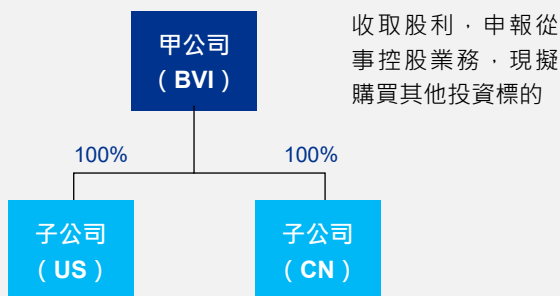 甲公司
（BVI）
收取股利，申報從
事控股業務，現擬
購買其他投資標的
100%
100%
子公司
（US）
子公司
（CN）